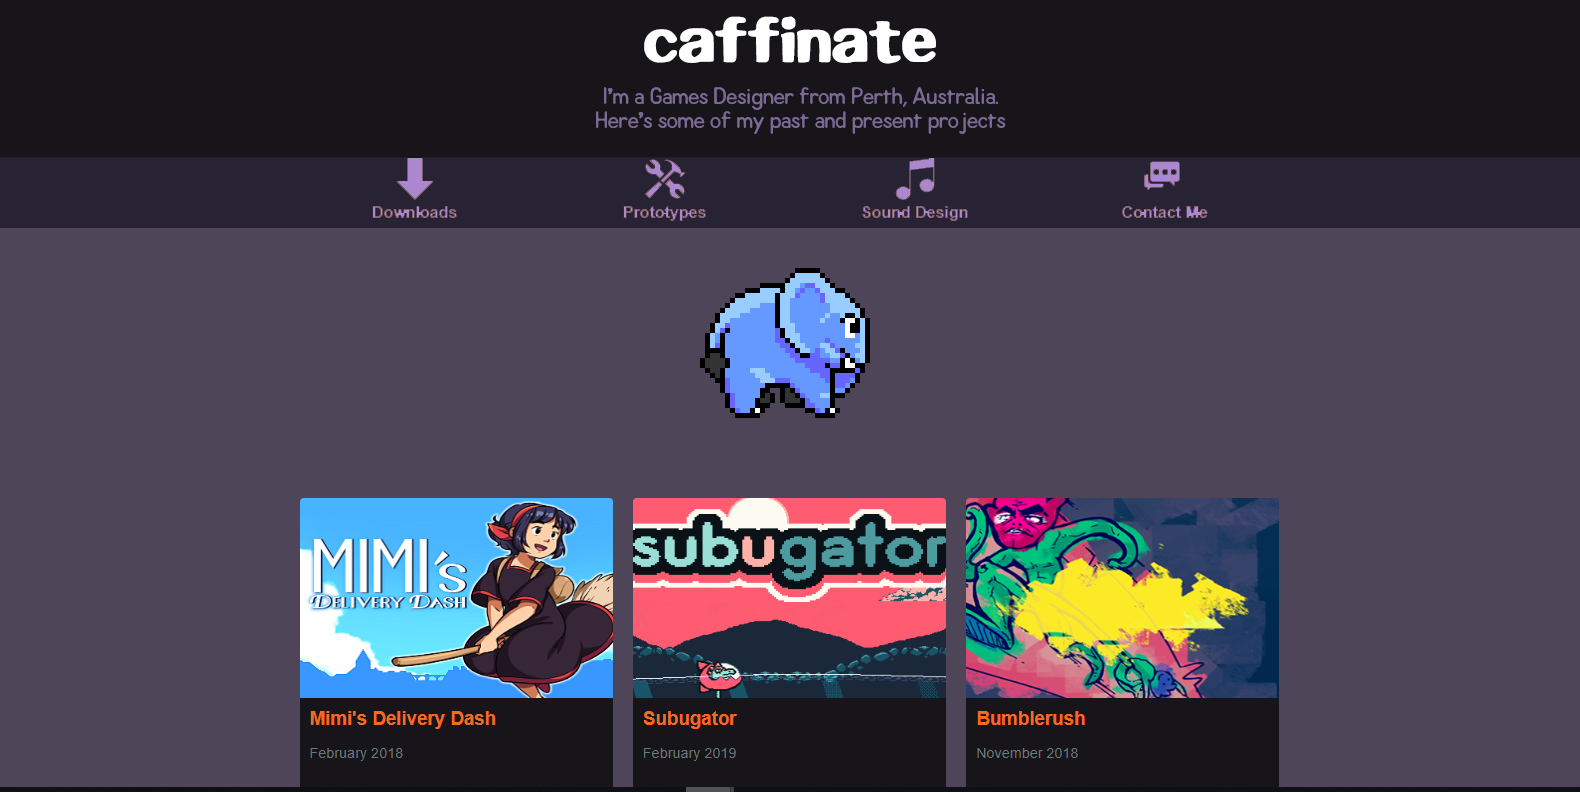 caffinate
I'm a Games Designer from Perth, Australia.
Here's some of my past and present projects
Downloads
Prototypes
Sound Design
Contact Me
MIMI's
DELIVERY DASH
subugator
Mimi's Delivery Dash
Subugator
Bumblerush
February 2018
February 2019
November 2018